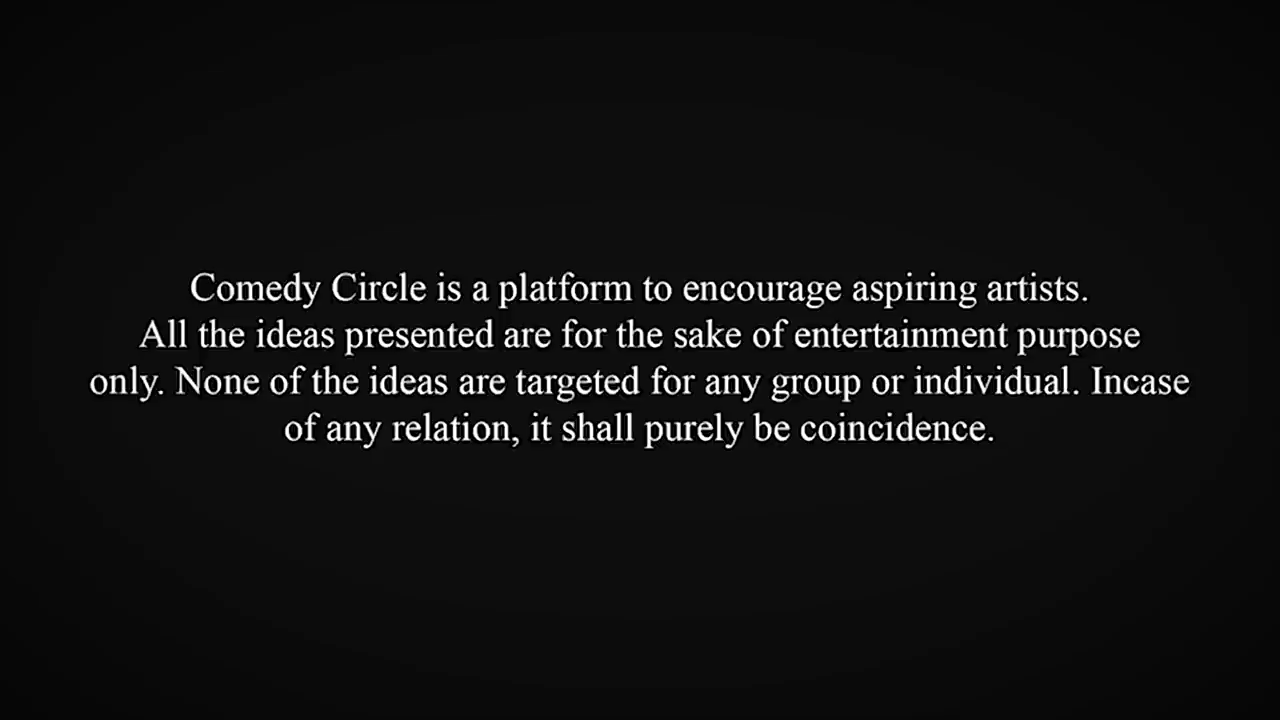 Comedy Circle is a platform to encourage aspiring artists.
All the ideas presented are for the sake of entertainment purpose
only. None of the ideas are targeted for any group or individual. Incase
of any relation, it shall purely be coincidence.